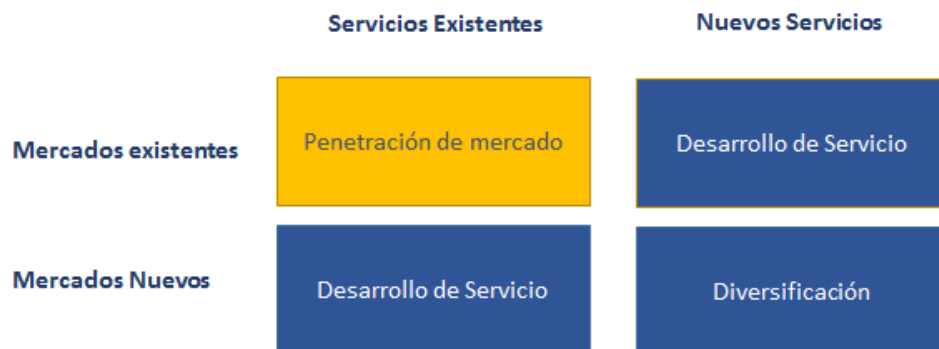 Servicios Existentes
Nuevos Servicios
Mercados existentes
Penetración de mercado
Desarrollo de Servicio
Mercados Nuevos
Desarrollo de Servicio
Diversificación